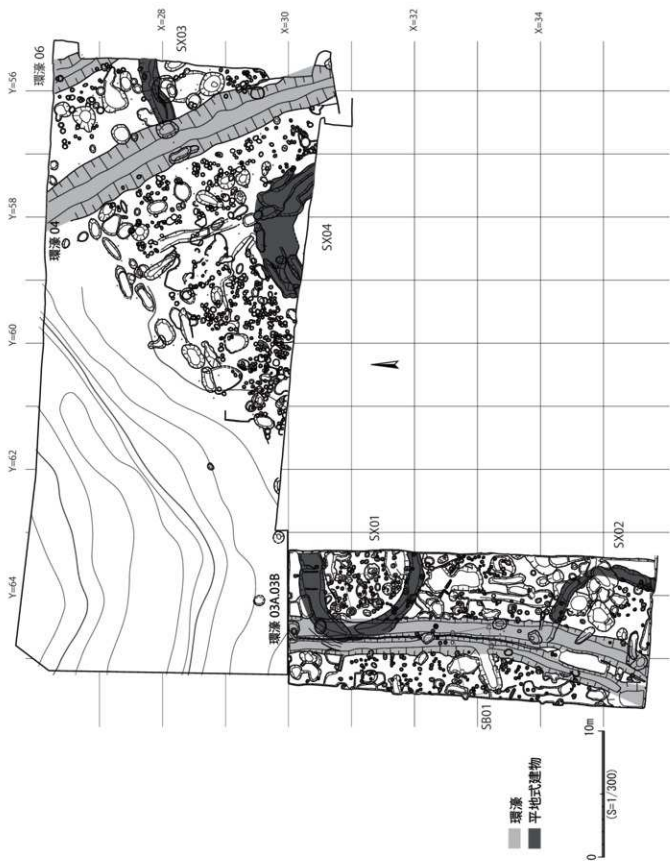 X=28
X=30
X=32
X=34
Y=56
Y=58
Y=60
Y=62
Y=64
環濠 06
SX03
環濠 04
SX04
環濠 03A.03B
SX01
SX02
SB01
環濠
平地式建物
0
10m
(S=1/300)